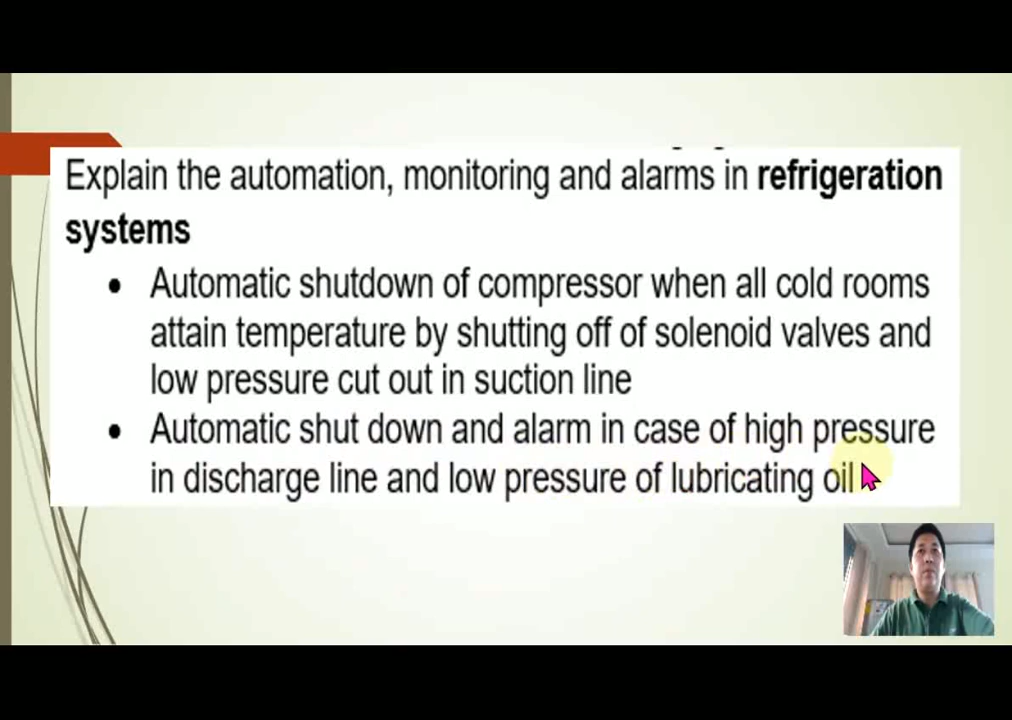 Explain the automation, monitoring and alarms in refrigeration
systems
• Automatic shutdown of compressor when all cold rooms
attain temperature by shutting off of solenoid valves and
low pressure cut out in suction line
• Automatic shut down and alarm in case of high pressure
in discharge line and low pressure of lubricating oil